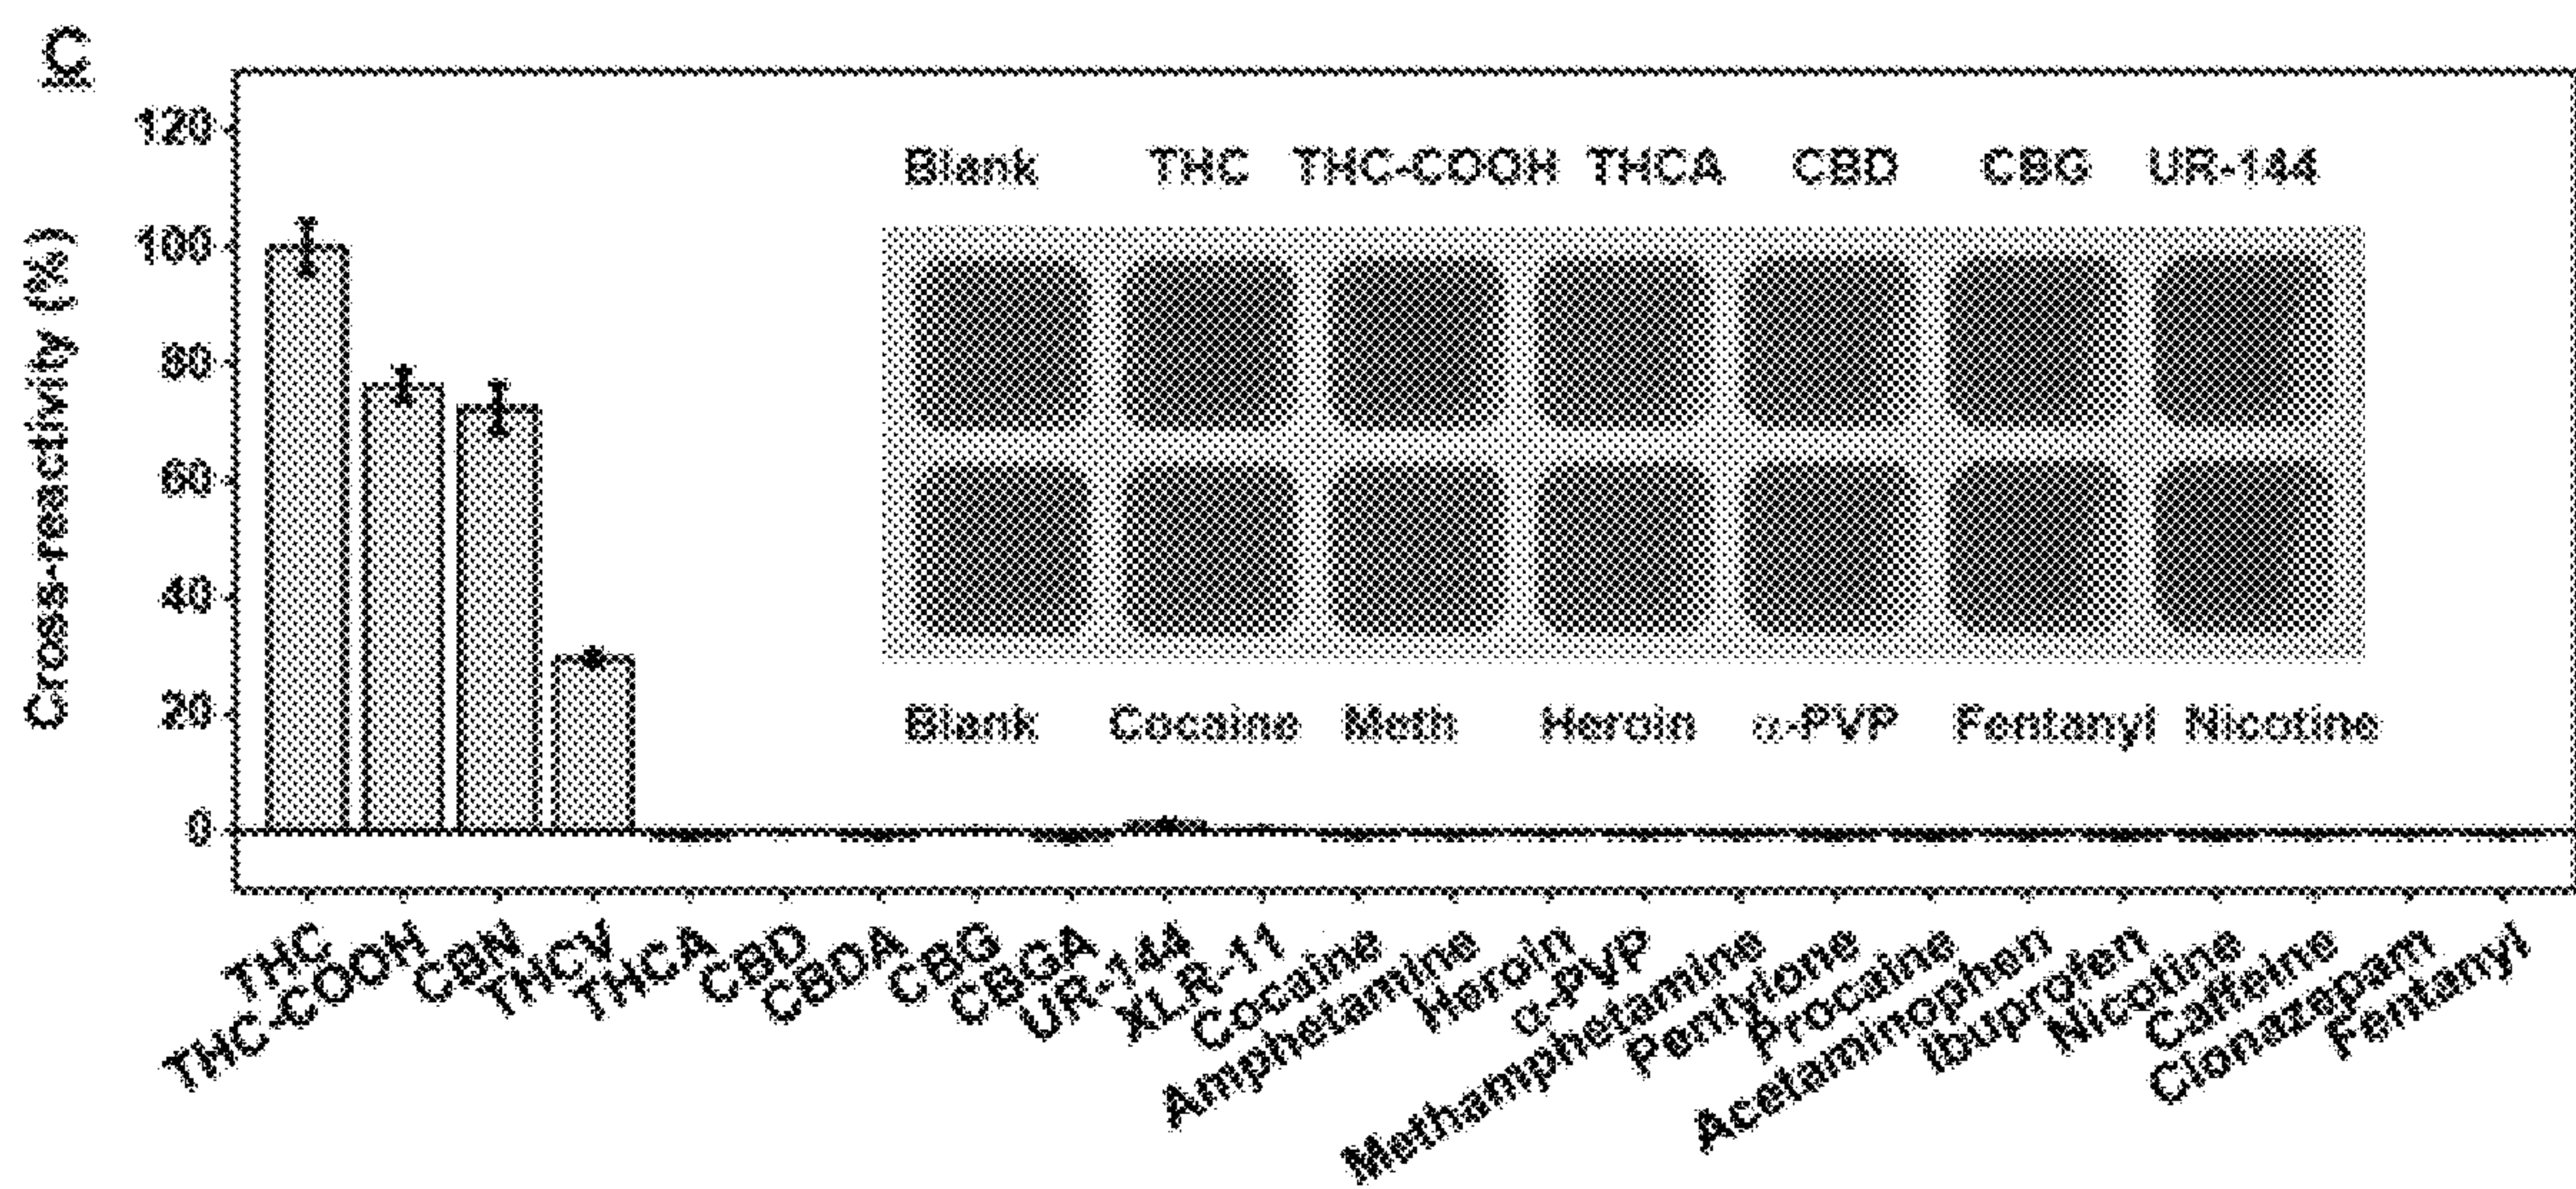 C
120
100
80
60
40
20
0
Cross-reactivity (%)
Blank THC THC-COOH THCA CBD CBG UR-144
Blank Cocaine Meth Heroin α-PVP Fentanyl Nicotine
THC
THC-COOH
CBN
THCV
THCA
CBD
CBDA
CBG
CBGA
UR-144
XLR-11
Cocaine
Amphetamine
Heroin
α-PVP
Methamphetamine
Pentylone
Procaine
Acetaminophen
Ibuprofen
Nicotine
Caffeine
Clonazepam
Fentanyl